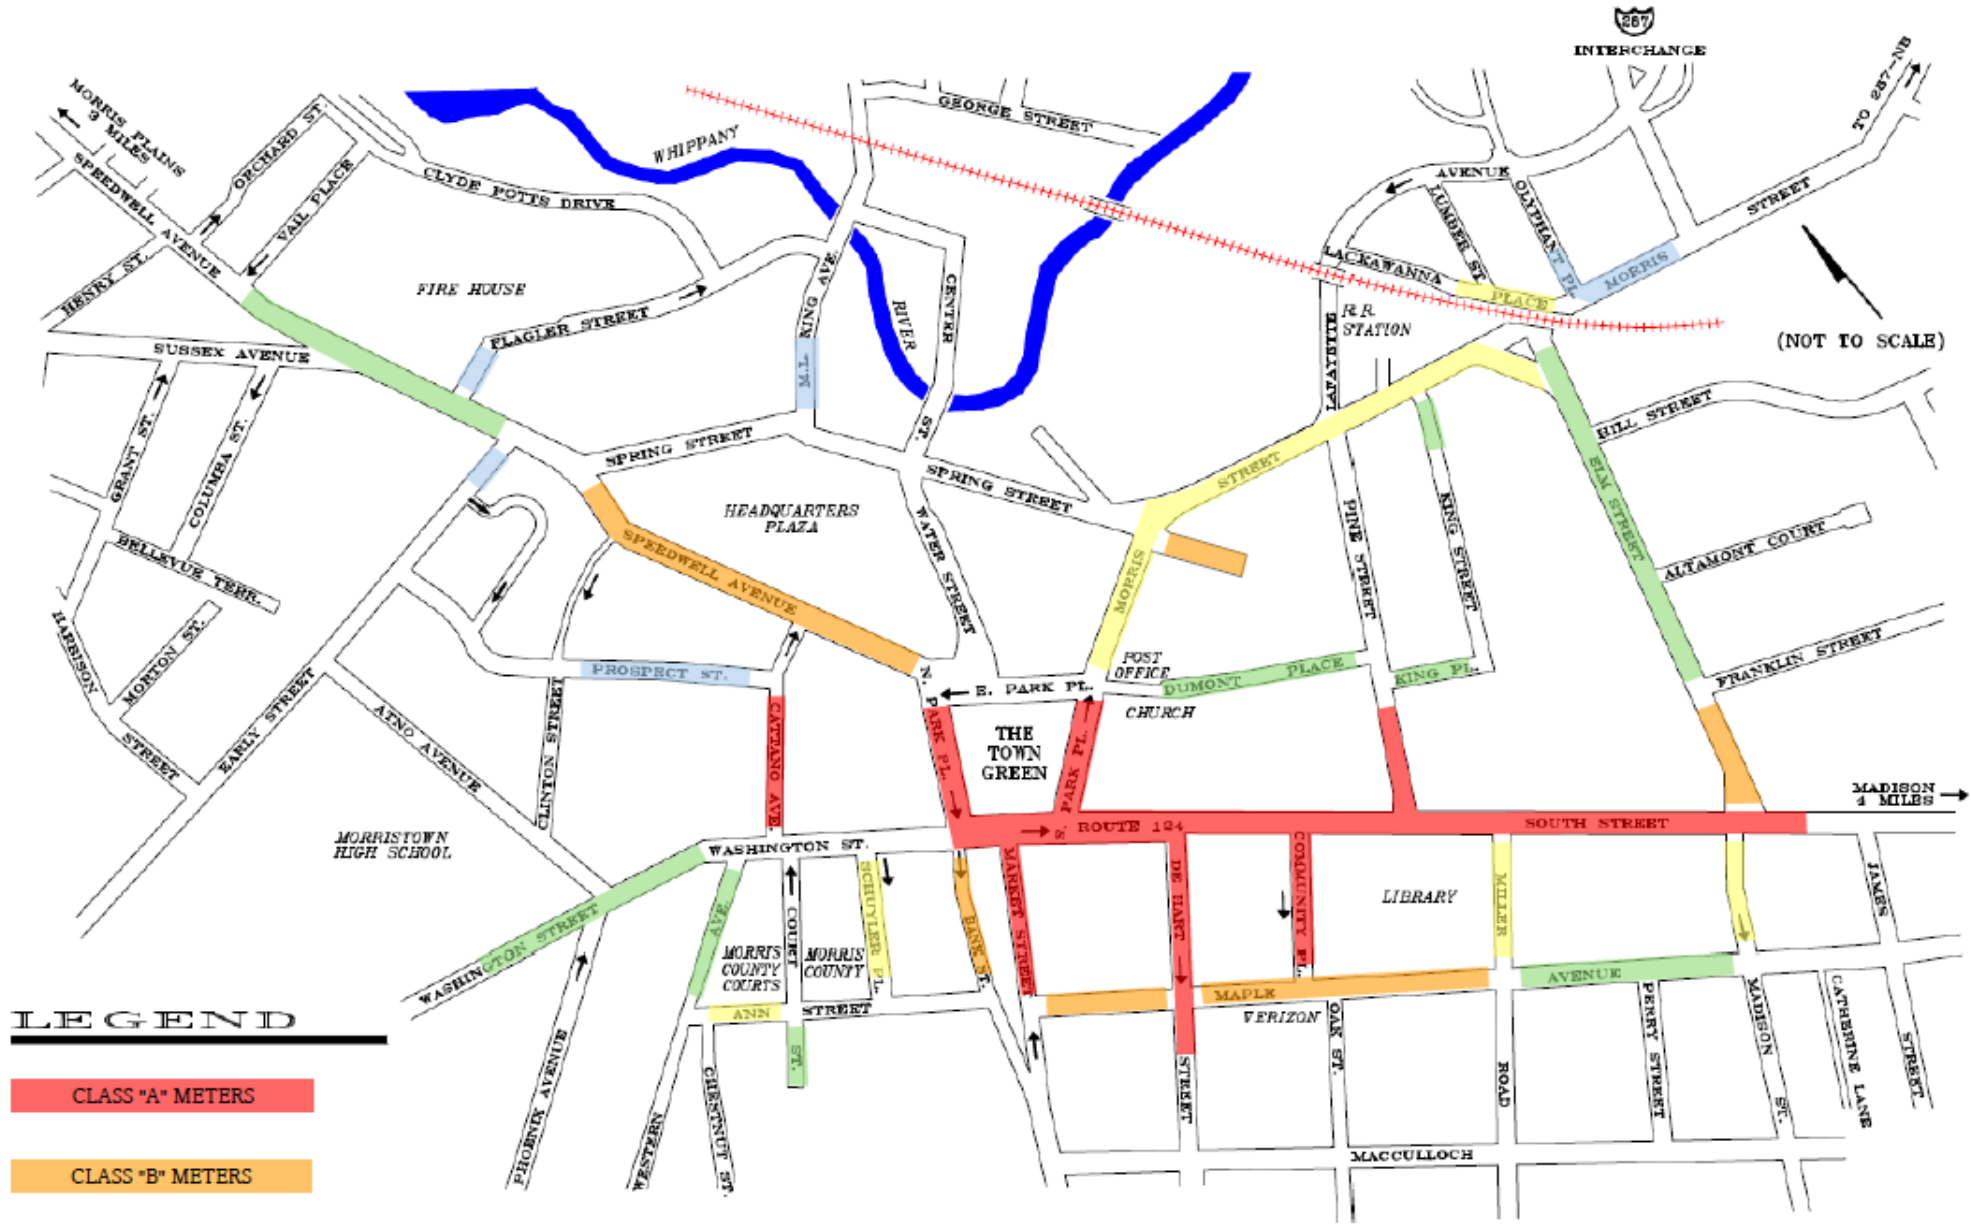 287
INTERCHANGE
TO 287-NB
MORRIS PLAINS
3 MILES
ORCHARD ST.
GEORGE STREET
WHIPPANY
SPEEDWELL AVENUE
VAIL PLACE
CLYDE POTTS DRIVE
AVENUE
LUMBER ST.
OLYPHANT PL.
STREET
MORRIS
HENRY ST.
FIRE HOUSE
M.L. KING AVE.
RIVER
CENTER
ST.
LACKAWANNA
PLACE
R.R.
STATION
LAFAYETTE
(NOT TO SCALE)
FLAGLER STREET
SUSSEX AVENUE
GRANT ST.
COLUMBA ST.
SPRING STREET
SPRING STREET
STREET
HILL STREET
ELM STREET
HEADQUARTERS
PLAZA
WATER STREET
MORRIS
PINE STREET
KING STREET
ALTAMONT COURT
SPEEDWELL AVENUE
BELLEVUE TERR.
HARRISON
STREET
MORTON ST.
EARLY STREET
ATNO AVENUE
CLINTON STREET
PROSPECT ST.
CATTANO AVE.
N. PARK PL.
E. PARK PL.
POST
OFFICE
DUMONT PLACE
KING PL.
FRANKLIN STREET
CHURCH
THE
TOWN
GREEN
S. PARK PL.
MADISON
4 MILES
ROUTE 124
SOUTH STREET
MORRISTOWN
HIGH SCHOOL
WASHINGTON ST.
WASHINGTON STREET
AVE.
SCHUYLER PL.
COURT
ST.
MORRIS
COUNTY
COURTS
MORRIS
COUNTY
BANK ST.
MARKET STREET
DE HART
STREET
COMMUNITY PL.
LIBRARY
MILLER
ROAD
JAMES
STREET
ANN
STREET
MAPLE
AVENUE
VERIZON
OAK ST.
PERRY STREET
MADISON
ST.
CATHERINE LANE
PHOENIX AVENUE
WESTERN
CHESTNUT ST.
MACCULLOCH
LEGEND
CLASS "A" METERS
CLASS "B" METERS